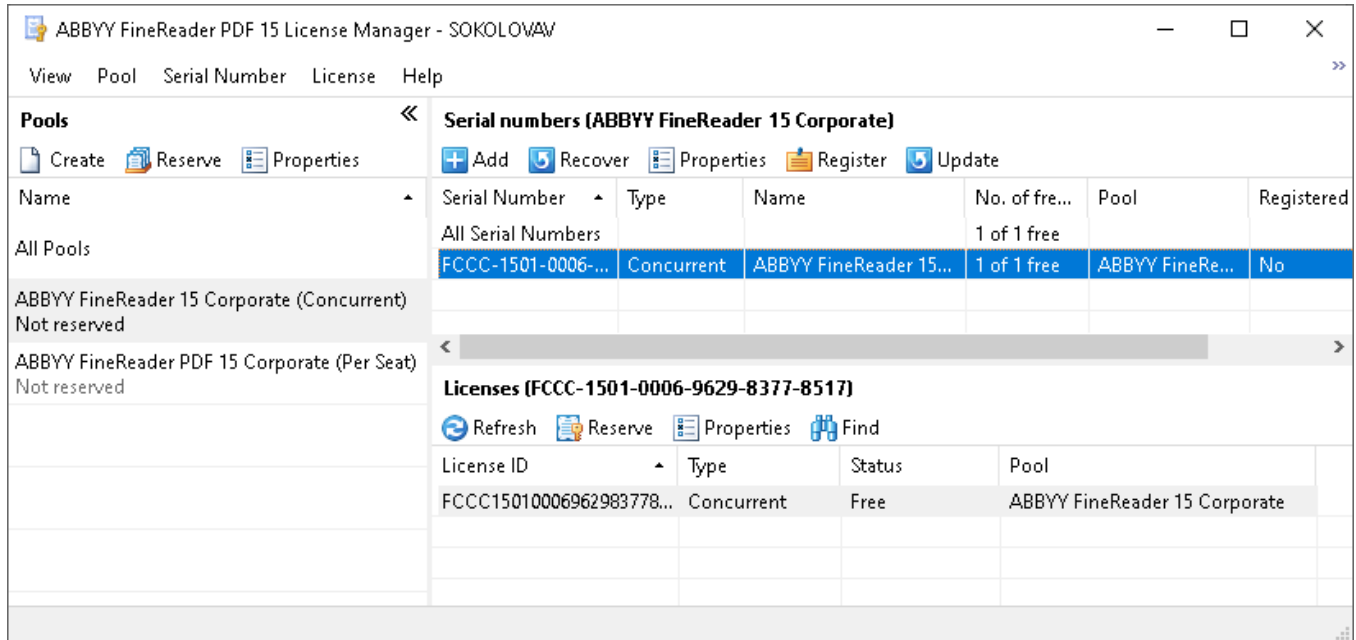 ABBYY FineReader PDF 15 License Manager - SOKOLOVAV
View Pool Serial Number License Help
Pools
Create Reserve Properties
Name
All Pools
ABBYY FineReader 15 Corporate (Concurrent)
Not reserved
ABBYY FineReader PDF 15 Corporate (Per Seat)
Not reserved
Serial numbers (ABBYY FineReader 15 Corporate)
Add Recover Properties Register Update
Serial Number Type Name No. of fre... Pool Registered
All Serial Numbers 1 of 1 free
FCCC-1501-0006-... Concurrent ABBYY FineReader 15... 1 of 1 free ABBYY FineRe... No
Licenses (FCCC-1501-0006-9629-8377-8517)
Refresh Reserve Properties Find
License ID Type Status Pool
FCCC15010006962983778... Concurrent Free ABBYY FineReader 15 Corporate